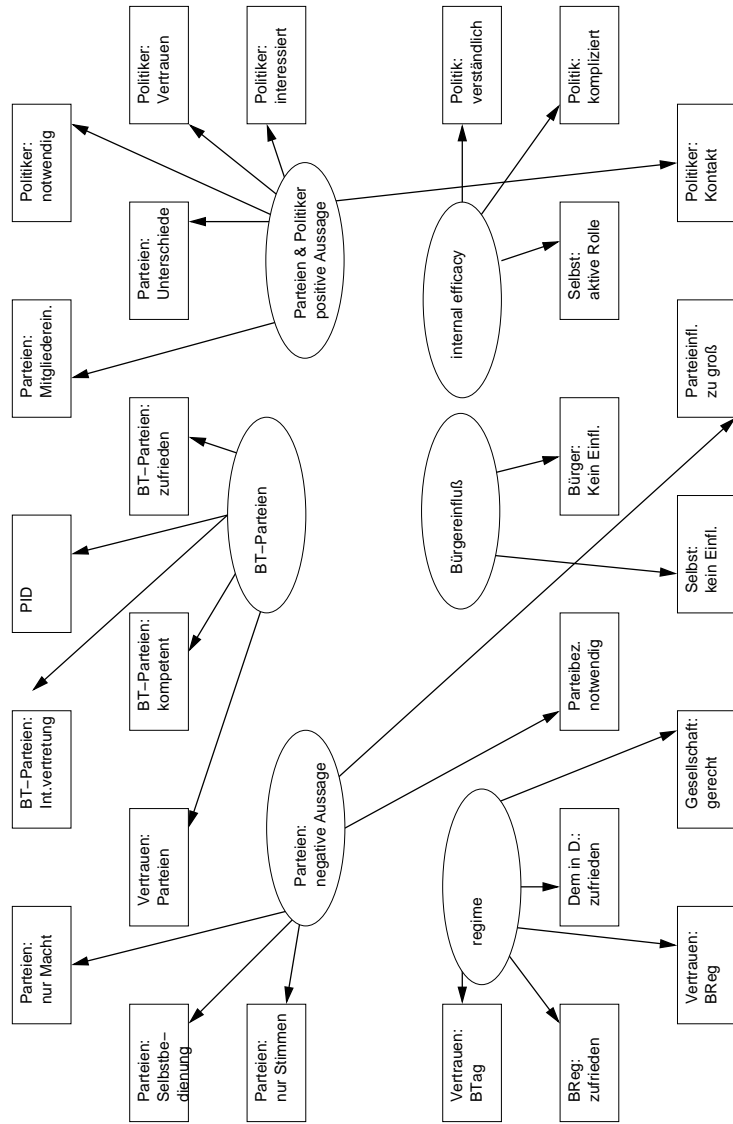 Parteien:
nur Macht
BT–Parteien:
Int.vertretung
PID
Parteien:
Mitgliederein.
Politiker:
notwendig
Parteien:
Selbstbe–
dienung
Vertrauen:
Parteien
BT–Parteien:
kompetent
BT–Parteien:
zufrieden
Parteien:
Unterschiede
Politiker:
Vertrauen
Parteien:
nur Stimmen
Parteien:
negative Aussage
BT–Parteien
Parteien & Politiker
positive Aussage
Politiker:
interessiert
Vertrauen:
BTag
regime
Bürgereinfluß
internal efficacy
Politik:
verständlich
BReg:
zufrieden
Dem in D.:
zufrieden
Parteibez.
notwendig
Bürger:
Kein Einfl.
Selbst:
aktive Rolle
Politik:
kompliziert
Vertrauen:
BReg
Gesellschaft:
gerecht
Selbst:
kein Einfl.
Parteieinfl.
zu groß
Politiker:
Kontakt